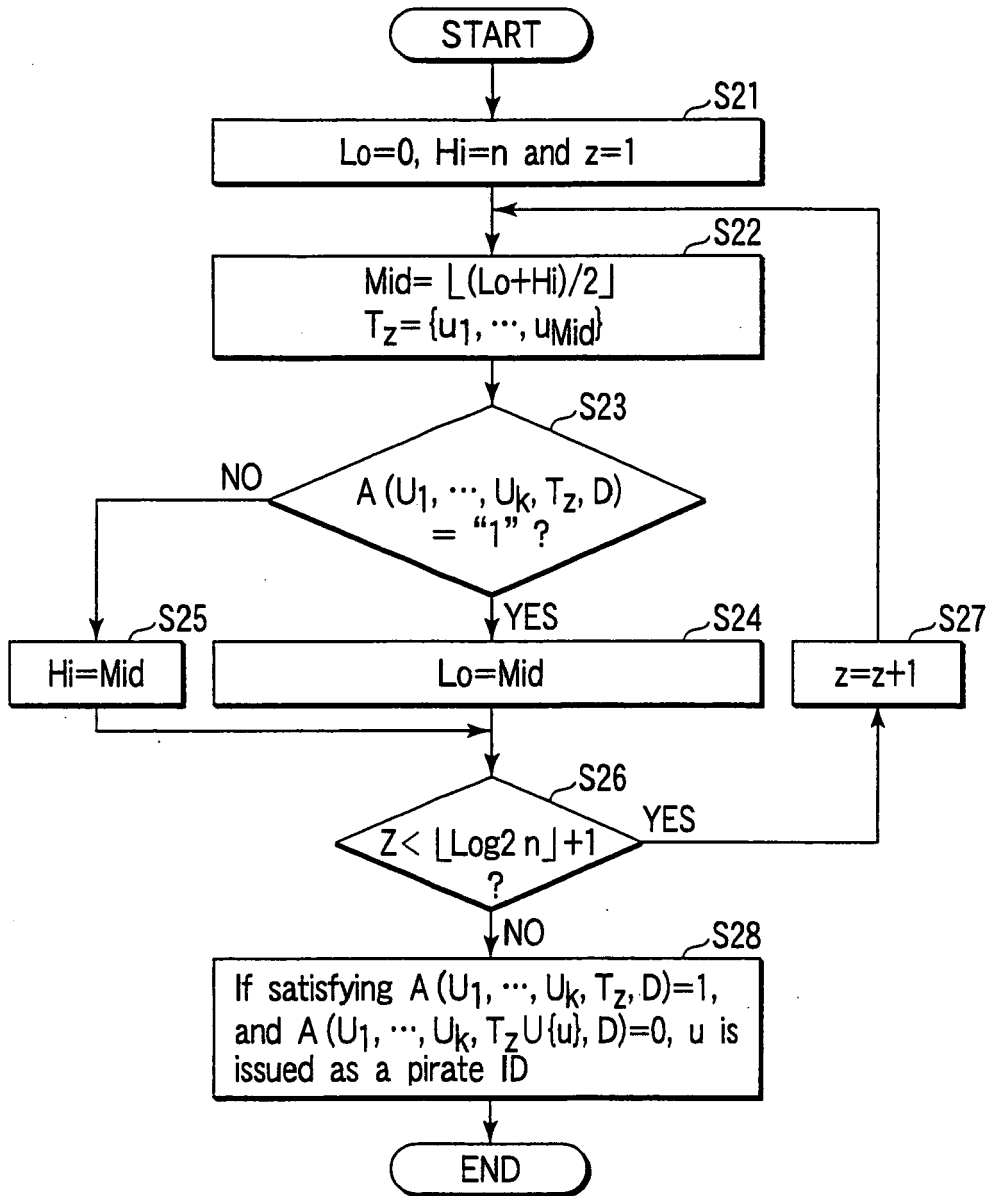 START
S21
Lo=0, Hi=n and z=1
S22
Mid= ⌊(Lo+Hi)/2⌋
Tz={u1, ⋯, uMid}
S23
NO
A (U1, ⋯, Uk, Tz, D)
= “1” ?
YES
S25
Hi=Mid
S24
Lo=Mid
S27
z=z+1
S26
Z< ⌊Log2 n⌋+1
?
YES
NO
S28
If satisfying A (U1, ⋯, Uk, Tz, D)=1,
and A (U1, ⋯, Uk, Tz U{u}, D)=0, u is
issued as a pirate ID
END